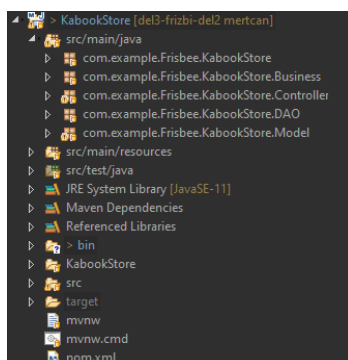 > KabookStore [del3-frizbi-del2 mertcan]
src/main/java
com.example.Frisbee.KabookStore
com.example.Frisbee.KabookStore.Business
com.example.Frisbee.KabookStore.Controller
com.example.Frisbee.KabookStore.DAO
com.example.Frisbee.KabookStore.Model
src/main/resources
src/test/java
JRE System Library [JavaSE-11]
Maven Dependencies
Referenced Libraries
> bin
KabookStore
src
target
mvnw
mvnw.cmd
pom.xml